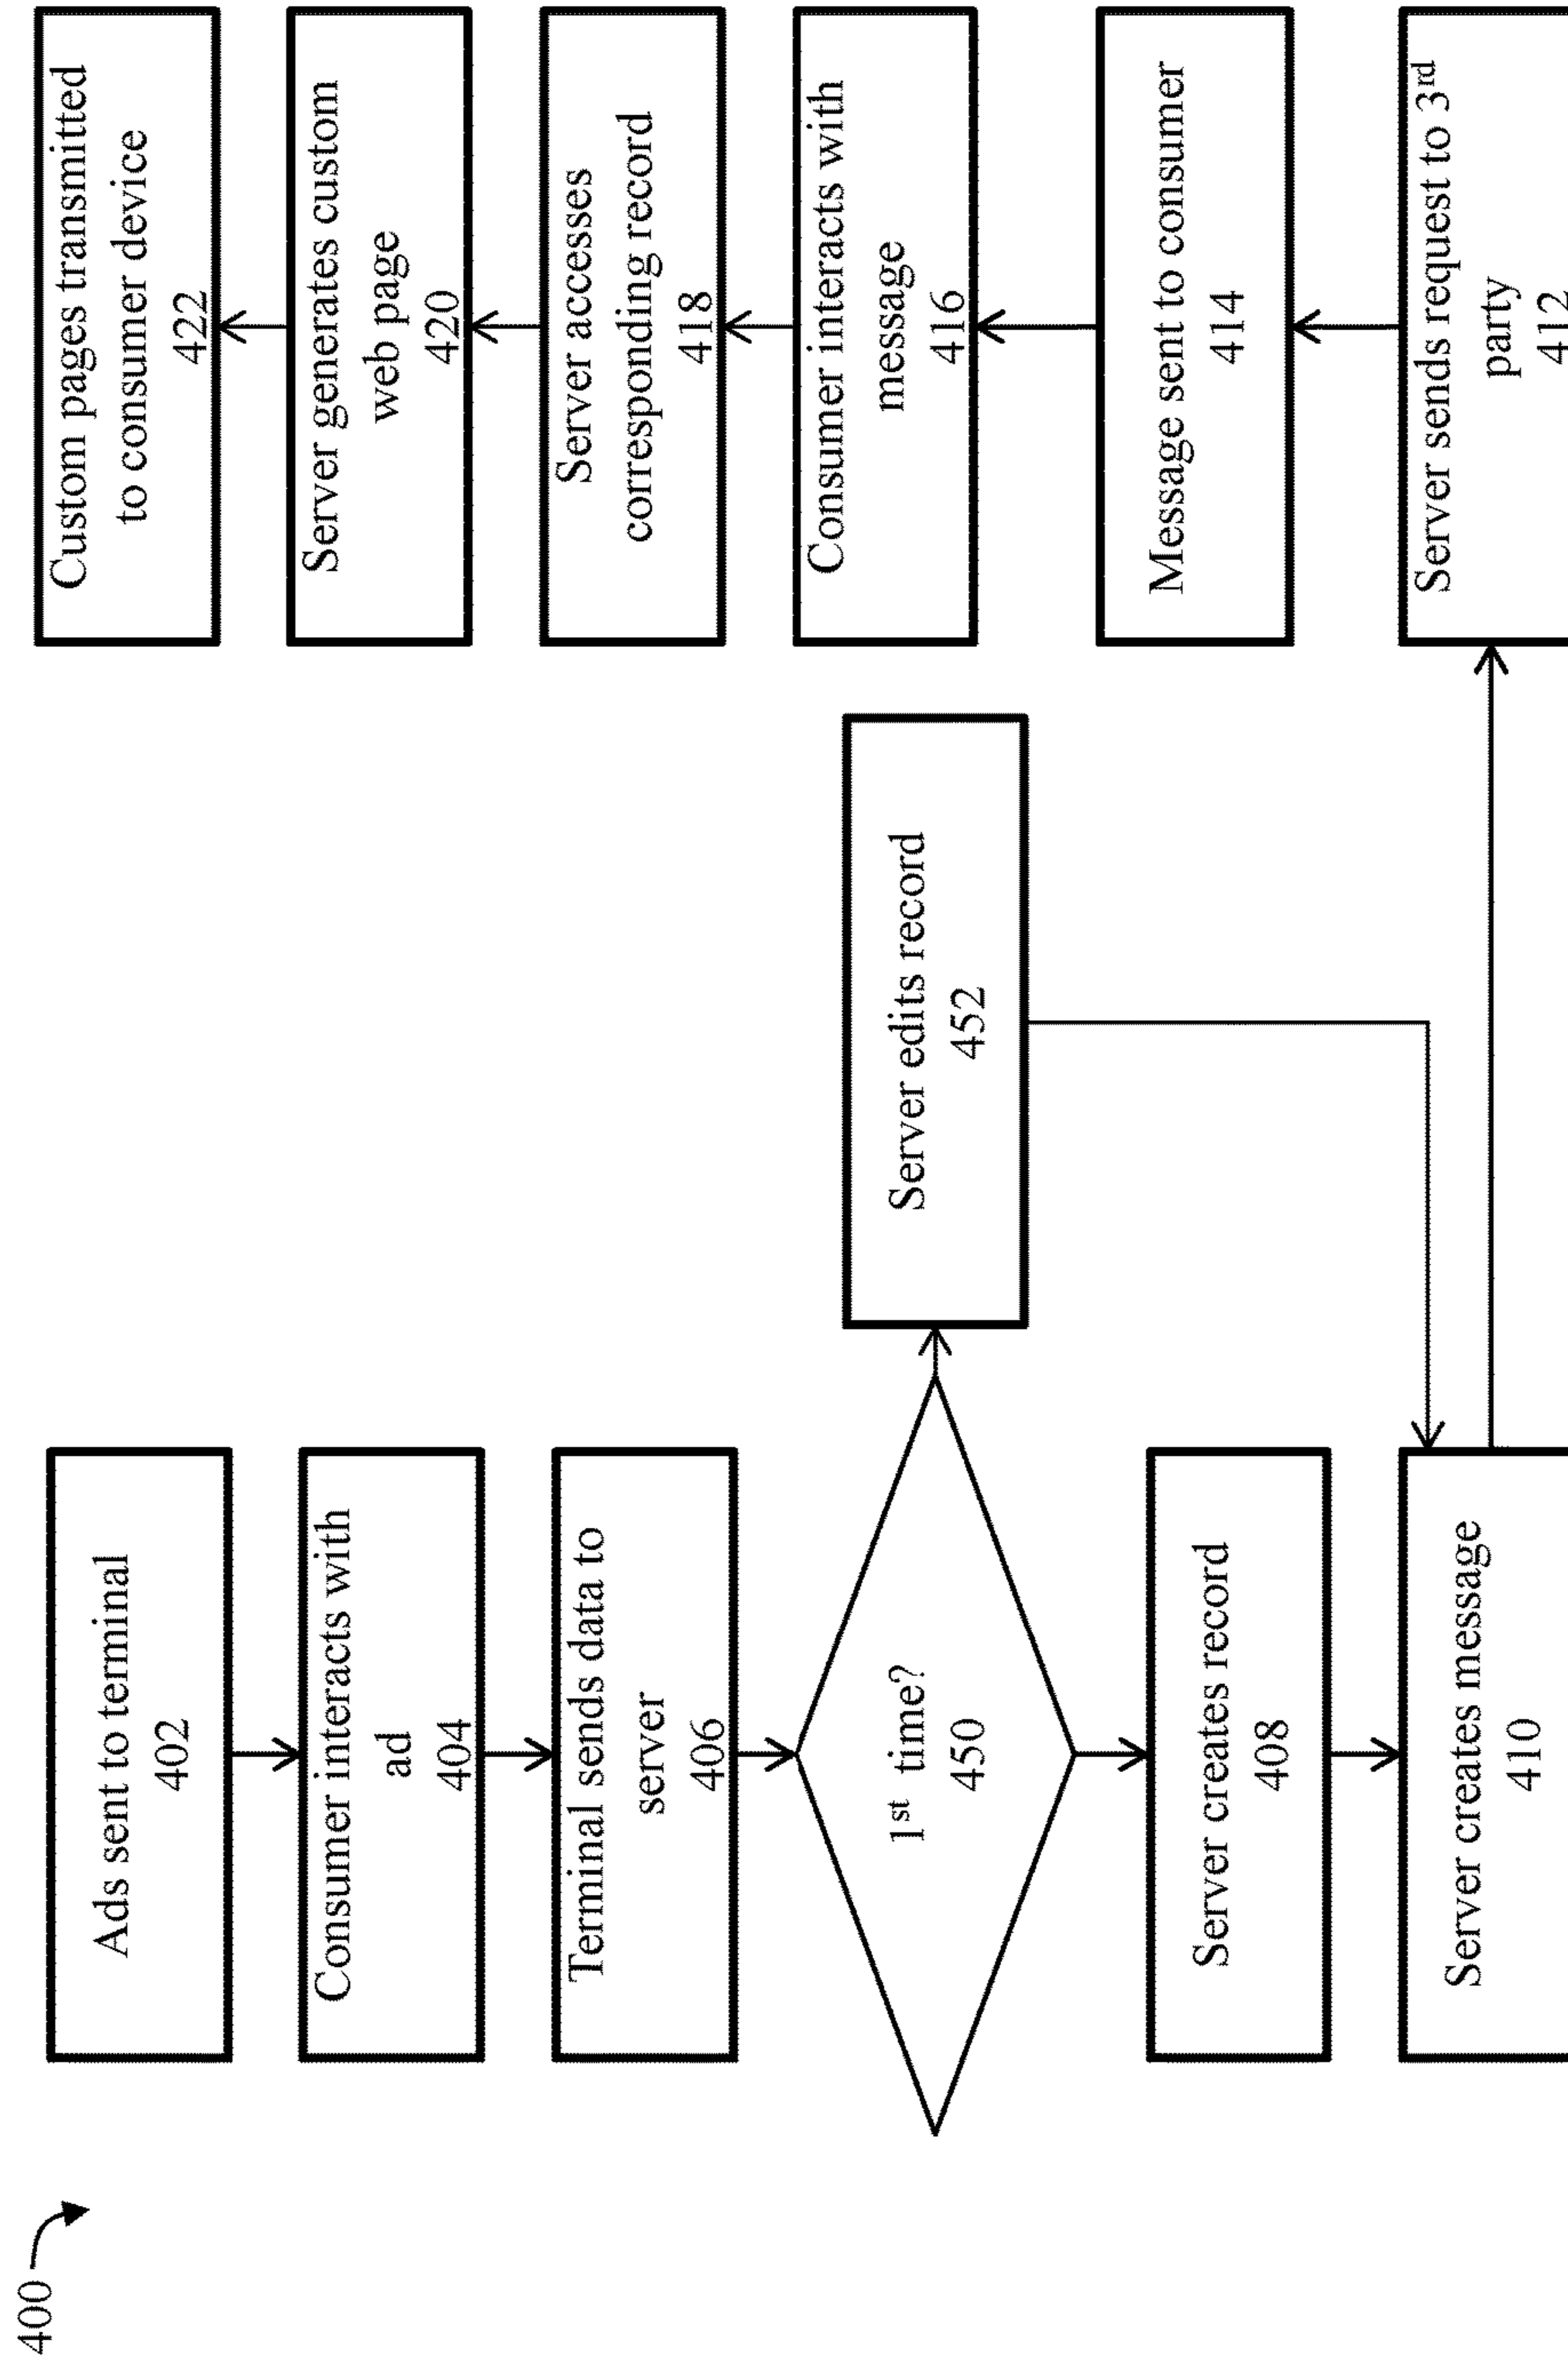 400
Ads sent to terminal
402
Consumer interacts with
ad
404
Terminal sends data to
server
406
1st time?
450
Server edits record
452
Server creates record
408
Server creates message
410
Server sends request to 3rd
party
412
Message sent to consumer
414
Consumer interacts with
message
416
Server accesses
corresponding record
418
Server generates custom
web page
420
Custom pages transmitted
to consumer device
422